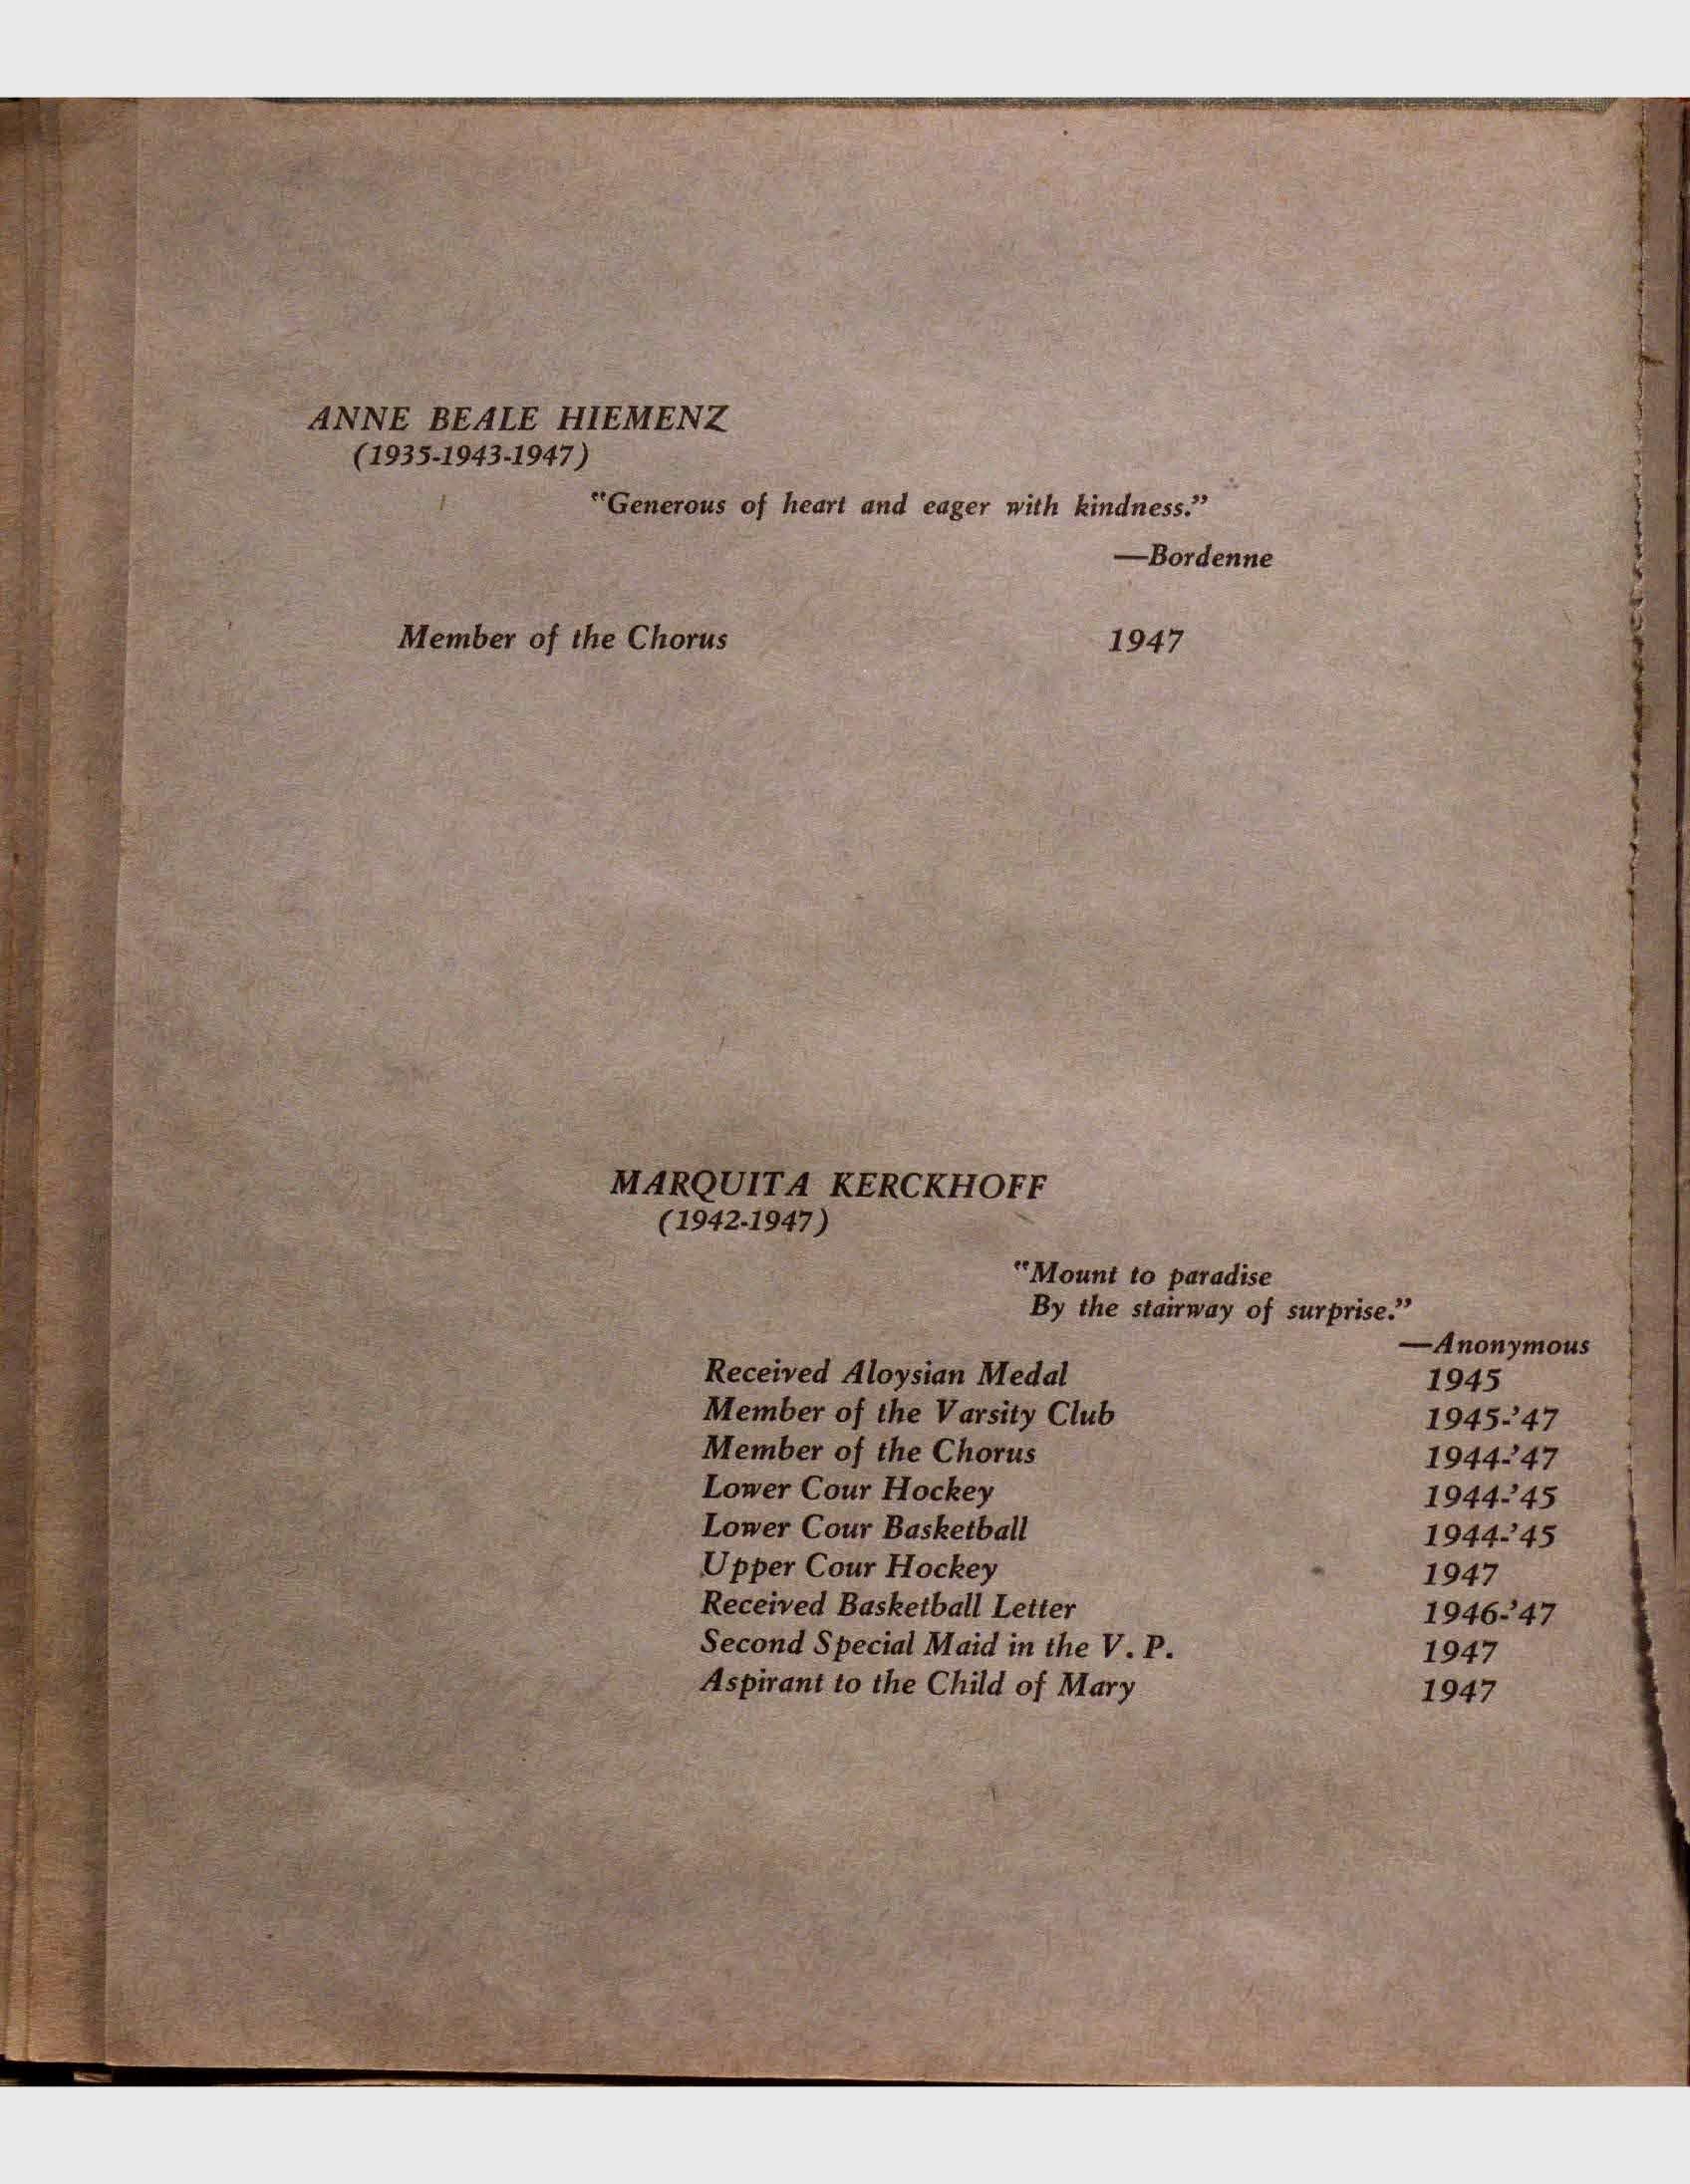 ANNE BEALE HIEMENZ
(1935-1943-1947)
"Generous of heart and eager with kindness."
—Bordenne
Member of the Chorus 1947
MARQUITA KERCKHOFF
(1942-1947)
"Mount to paradise
By the stairway of surprise."
—Anonymous
Received Aloysian Medal 1945
Member of the Varsity Club 1945-'47
Member of the Chorus 1944-'47
Lower Cour Hockey 1944-'45
Lower Cour Basketball 1944-'45
Upper Cour Hockey 1947
Received Basketball Letter 1946-'47
Second Special Maid in the V. P. 1947
Aspirant to the Child of Mary 1947